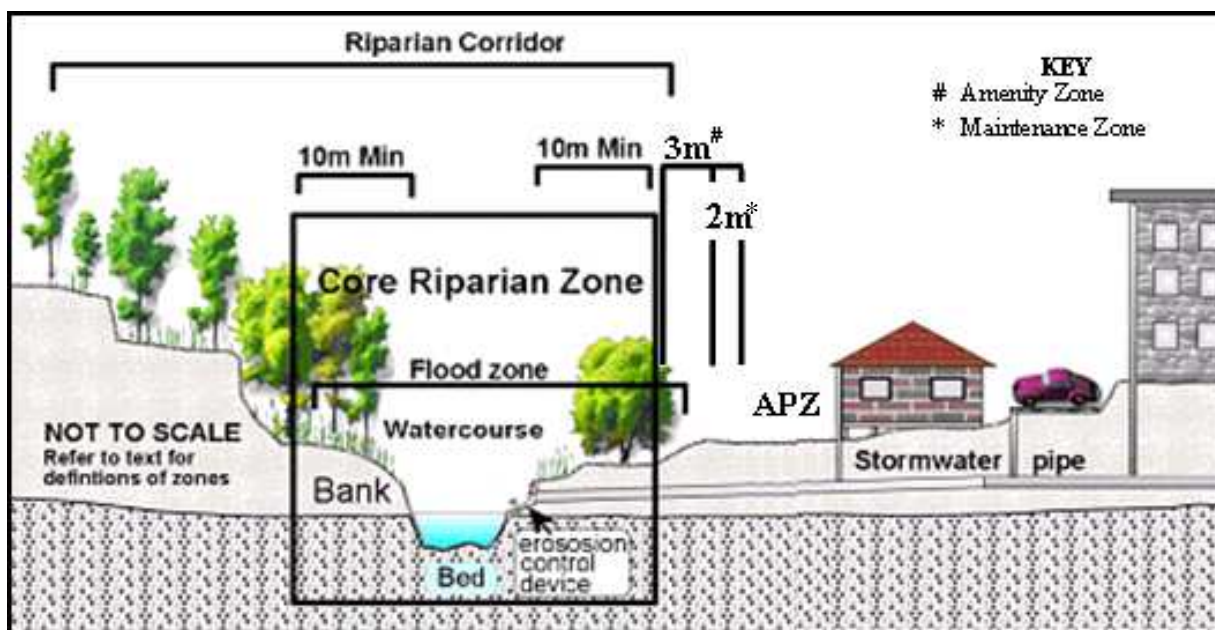 Riparian Corridor
KEY
# Amenity Zone
* Maintenance Zone
10m Min
10m Min
3m#
2m*
Core Riparian Zone
Flood zone
APZ
Watercourse
NOT TO SCALE
Refer to text for
defintions of zones
Stormwater pipe
Bank
Bed
erososion
control
device